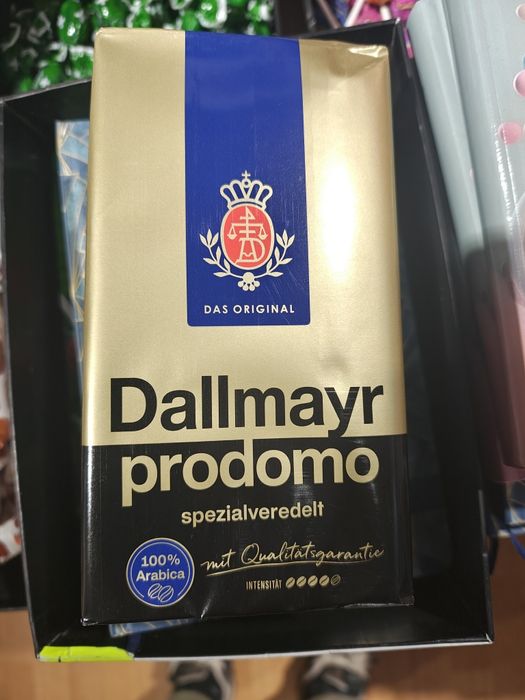 DAS ORIGINAL
Dallmayr
prodomo
spezialveredelt
100%
Arabica
mit Qualitätsgarantie
INTENSITÄT